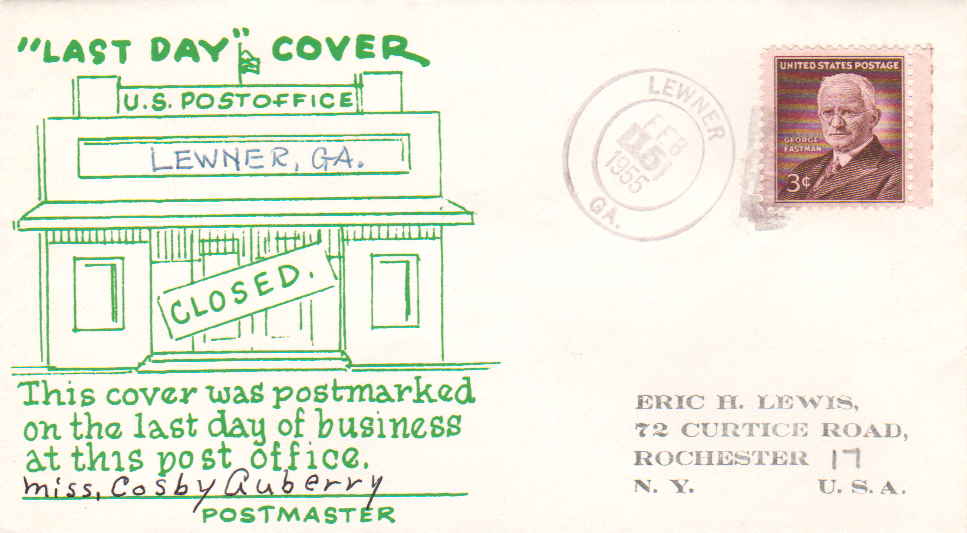 "LAST DAY" COVER
U.S. POSTOFFICE
LEWNER, GA.
CLOSED.
This cover was postmarked
on the last day of business
at this post office.
Miss, Cosby Auberry
POSTMASTER
LEWNER
FEB
15
1955
GA.
UNITED STATES POSTAGE
GEORGE
EASTMAN
3¢
ERIC H. LEWIS,
72 CURTICE ROAD,
ROCHESTER 17
N. Y. U. S. A.